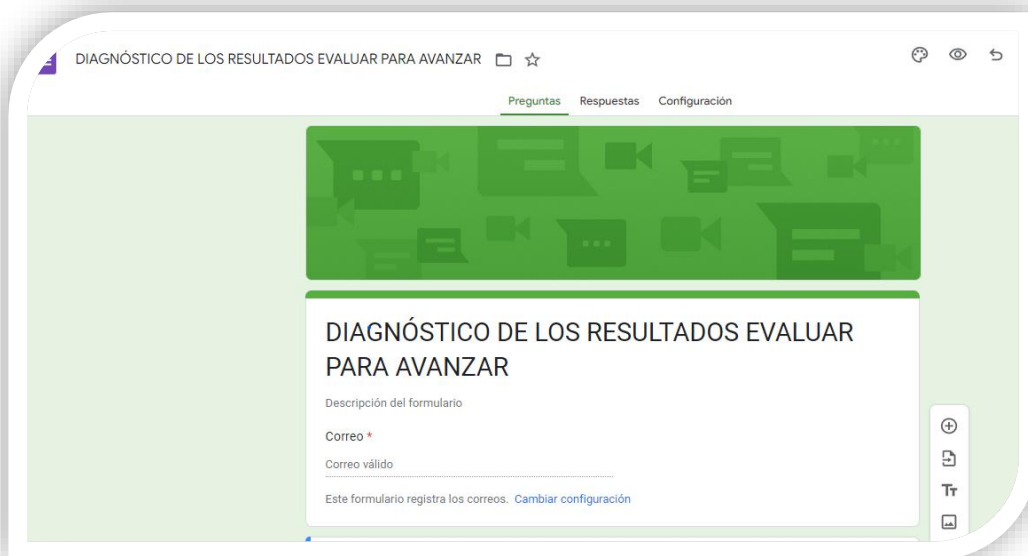 DIAGNÓSTICO DE LOS RESULTADOS EVALUAR PARA AVANZAR
Preguntas Respuestas Configuración
DIAGNÓSTICO DE LOS RESULTADOS EVALUAR
PARA AVANZAR
Descripción del formulario
Correo *
Correo válido
Este formulario registra los correos. Cambiar configuración
Tт